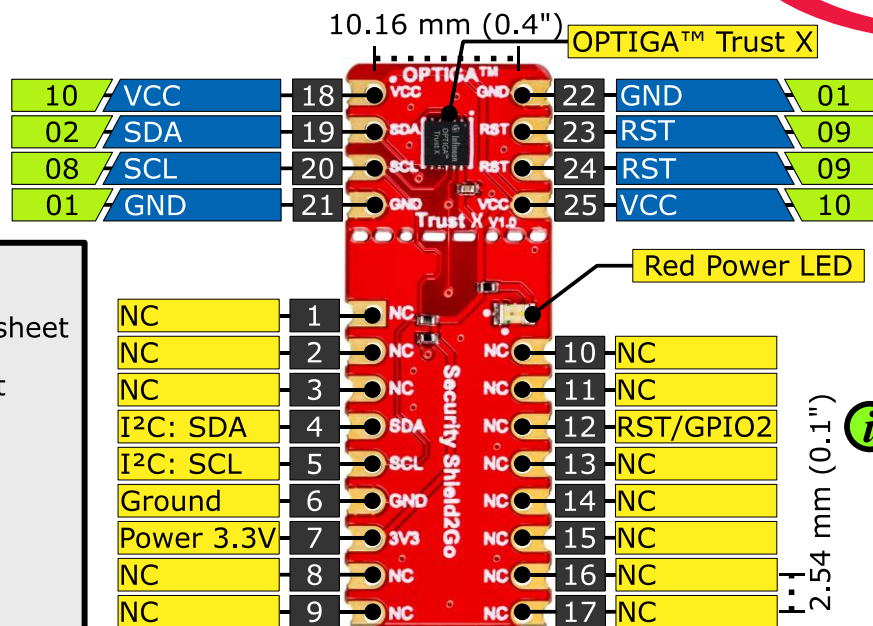 10.16 mm (0.4")
OPTIGA™ Trust X
10 VCC 18
02 SDA 19
08 SCL 20
01 GND 21
22 GND 01
23 RST 09
24 RST 09
25 VCC 10
OPTIGA™
VCC GND
Infineon
OPTIGA™
Trust X
SDA RST
SCL RST
GND VCC
Trust X V1.0
Red Power LED
sheet
t
NC 1
NC 2
NC 3
I²C: SDA 4
I²C: SCL 5
Ground 6
Power 3.3V 7
NC 8
NC 9
NC
NC NC
NC NC
SDA NC
SCL NC
GND NC
3V3 NC
NC NC
NC NC
Security Shield2Go
10 NC
11 NC
12 RST/GPIO2
13 NC
14 NC
15 NC
16 NC
17 NC
2.54 mm (0.1")
i